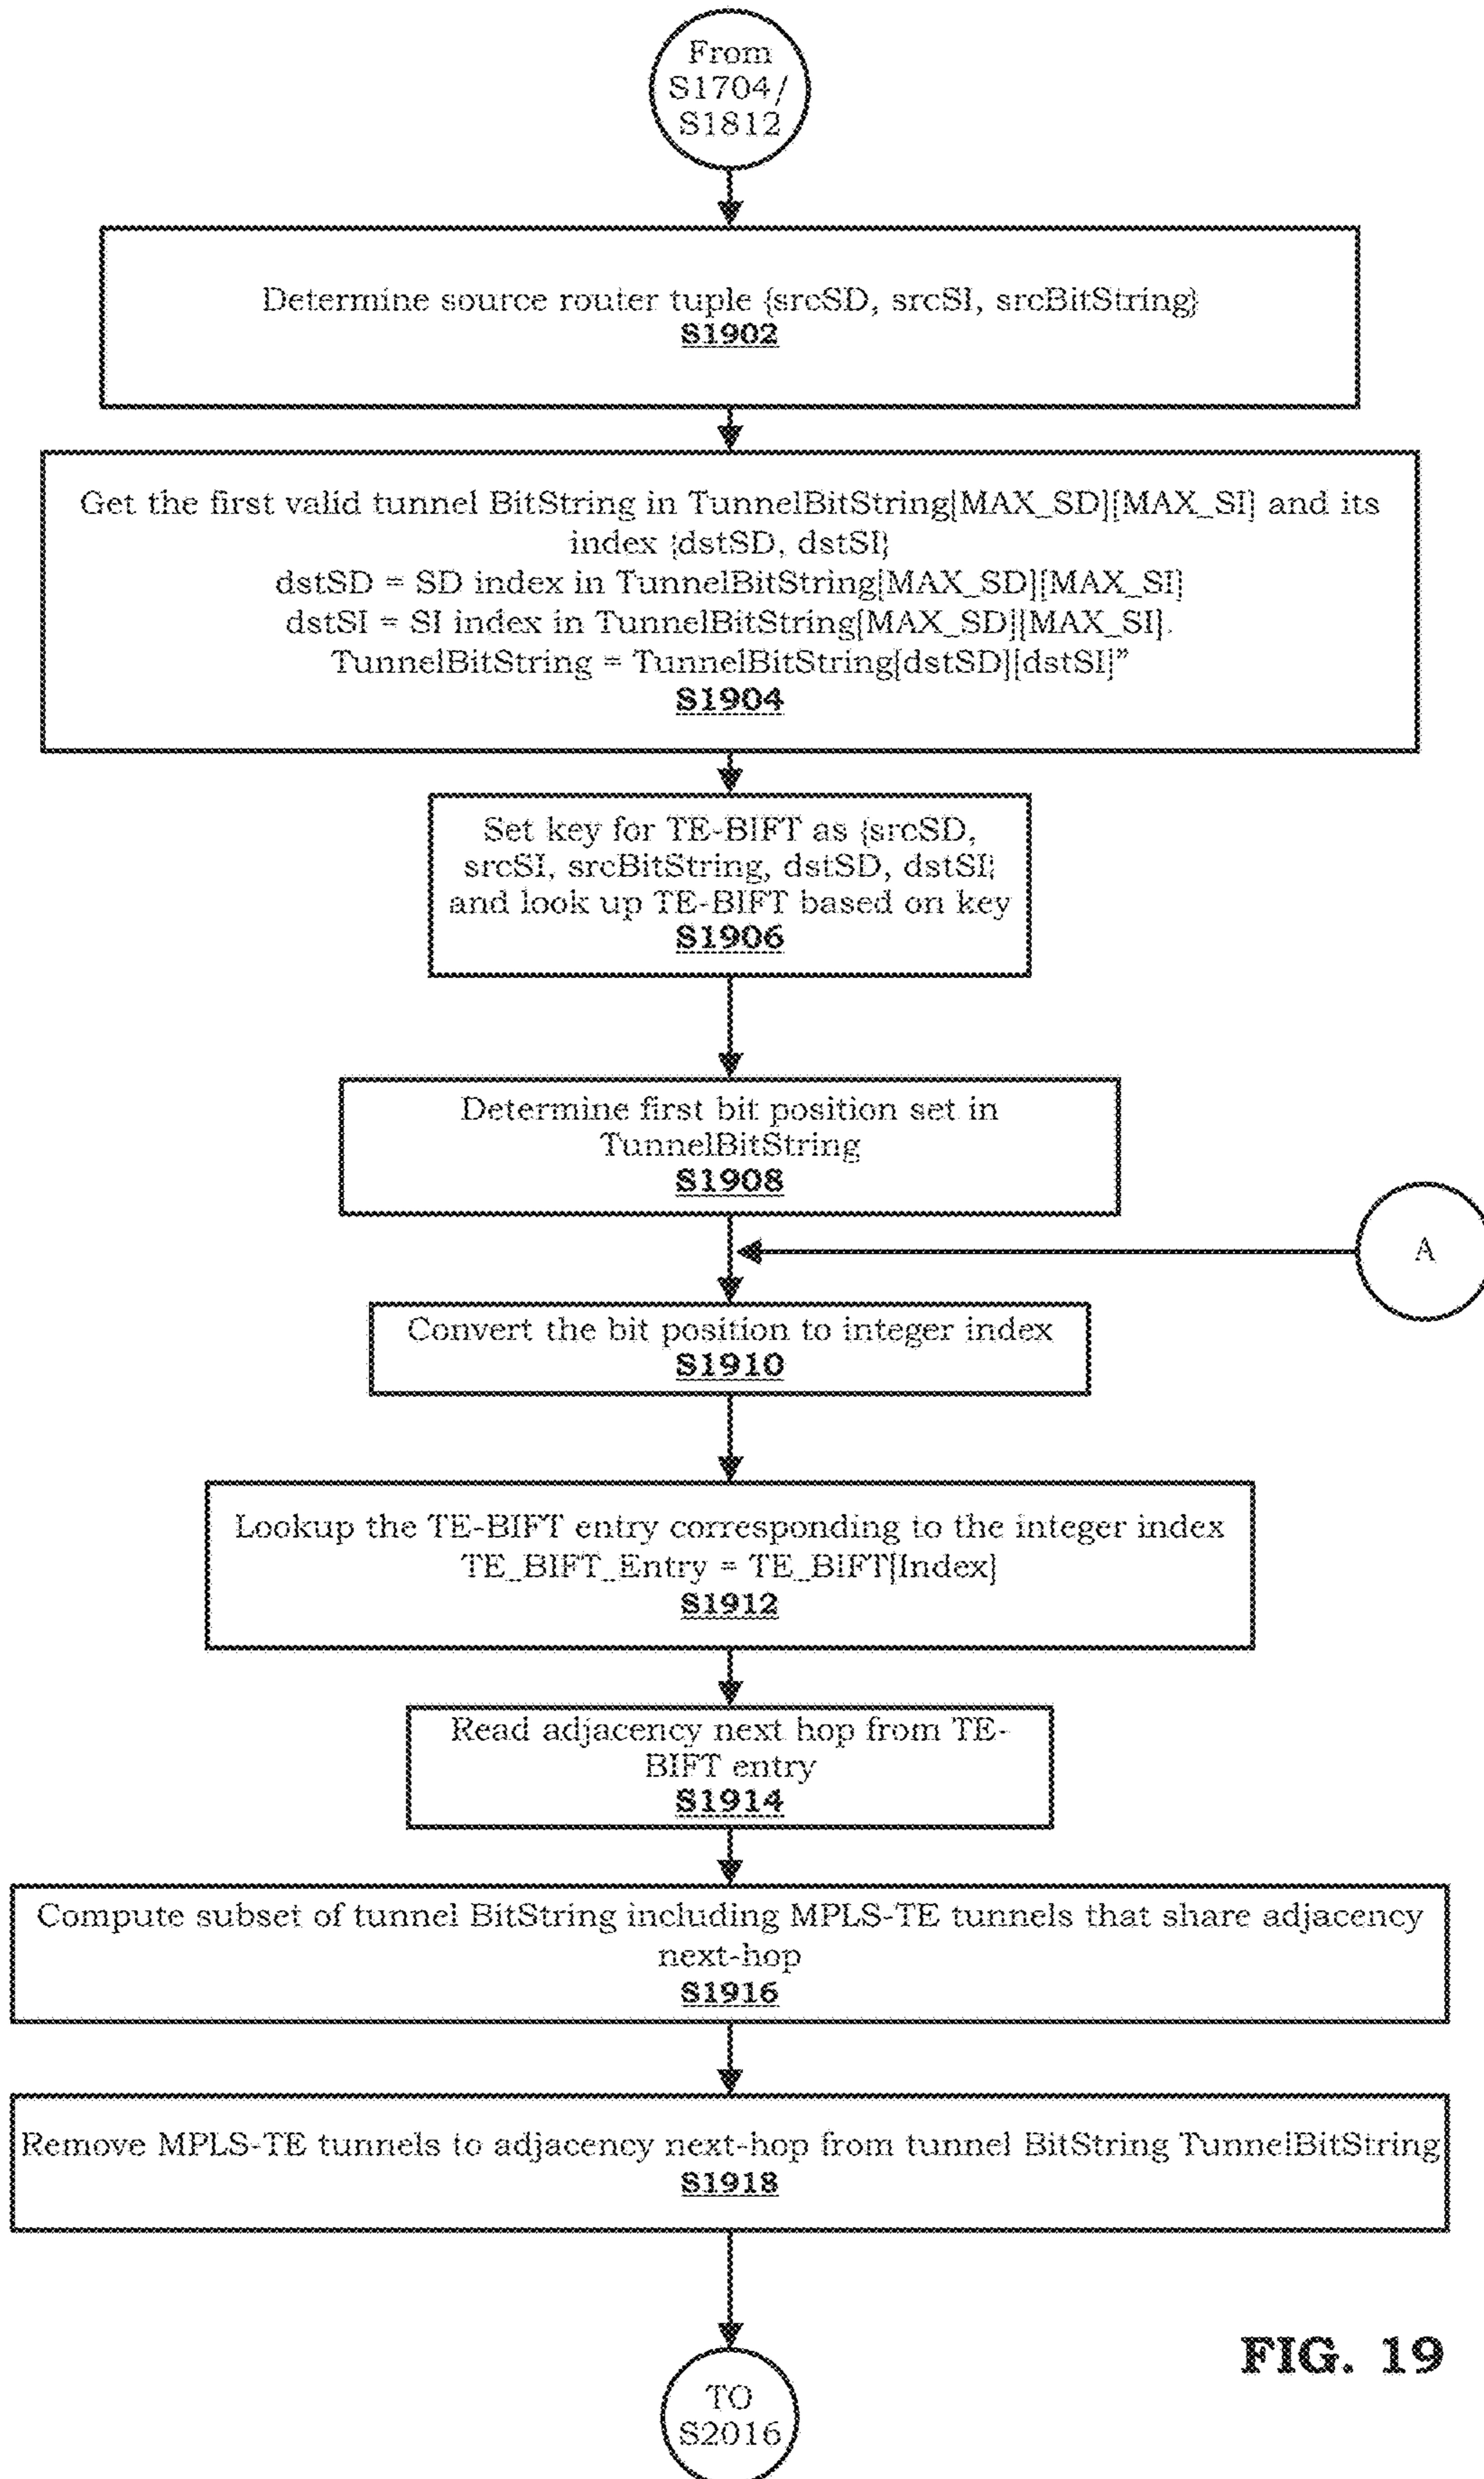 From
S1704/
S1812
Determine source router tuple {srcSD, srcSI, srcBitString}
S1902
Get the first valid tunnel BitString in TunnelBitString[MAX_SD][MAX_SI] and its
index {dstSD, dstSI}
dstSD = SD index in TunnelBitString[MAX_SD][MAX_SI]
dstSI = SI index in TunnelBitString[MAX_SD][MAX_SI].
TunnelBitString = TunnelBitString[dstSD][dstSI]”
S1904
Set key for TE-BIFT as {srcSD,
srcSI, srcBitString, dstSD, dstSI}
and look up TE-BIFT based on key
S1906
Determine first bit position set in
TunnelBitString
S1908
A
Convert the bit position to integer index
S1910
Lookup the TE-BIFT entry corresponding to the integer index
TE_BIFT_Entry = TE_BIFT[Index]
S1912
Read adjacency next hop from TE-
BIFT entry
S1914
Compute subset of tunnel BitString including MPLS-TE tunnels that share adjacency
next-hop
S1916
Remove MPLS-TE tunnels to adjacency next-hop from tunnel BitString TunnelBitString
S1918
FIG. 19
TO
S2016